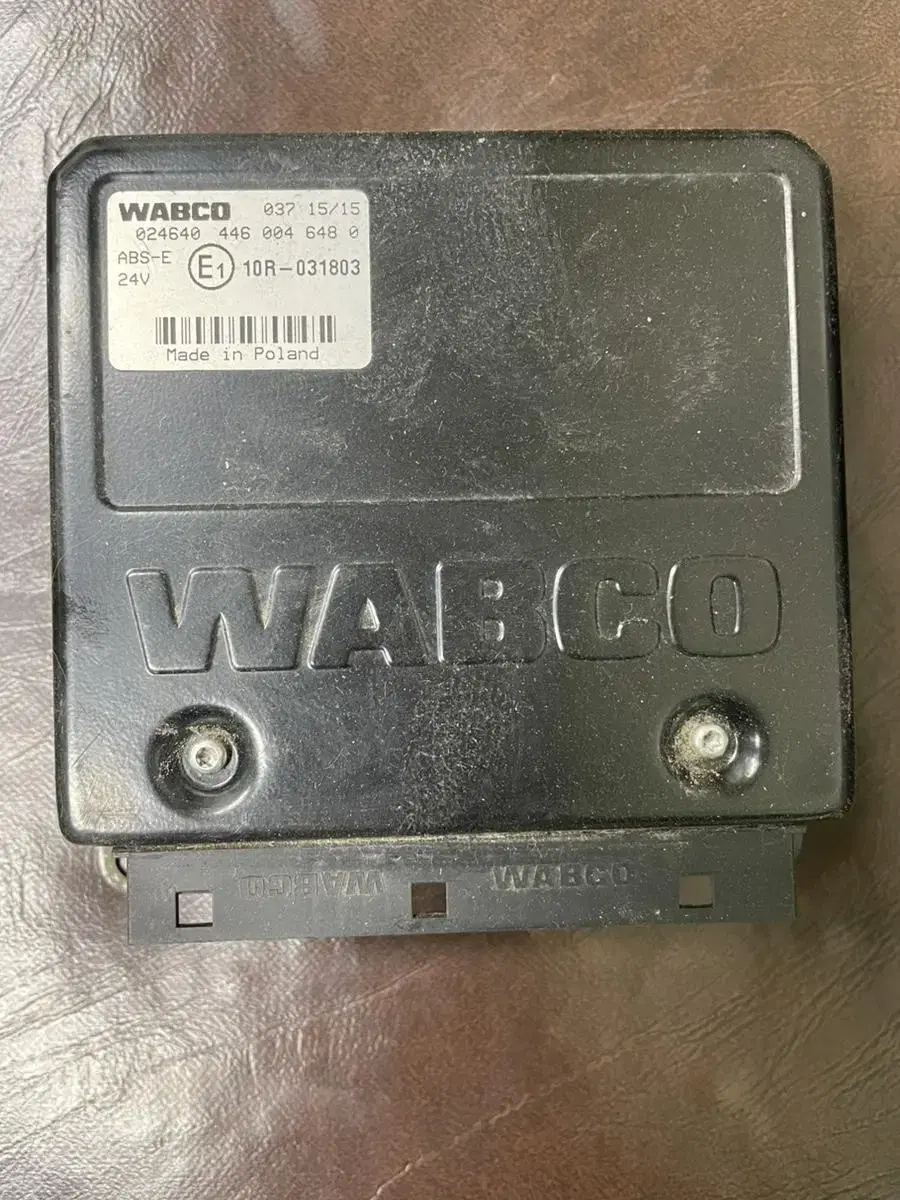 WABCO 037 15/15
024640 446 004 648 0
ABS-E
24V
E1 10R-031803
Made in Poland
WABCO
WABCO WABCO